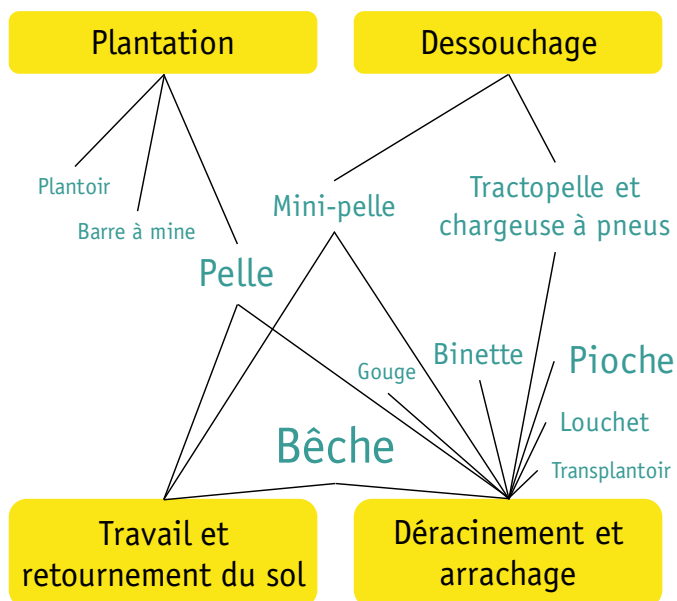 Plantation
Dessouchage
Plantoir
Barre à mine
Mini-pelle
Tractopelle et
chargeuse à pneus
Pelle
Gouge
Binette
Pioche
Louchet
Bêche
Transplantoir
Travail et
retournement du sol
Déracinement et
arrachage